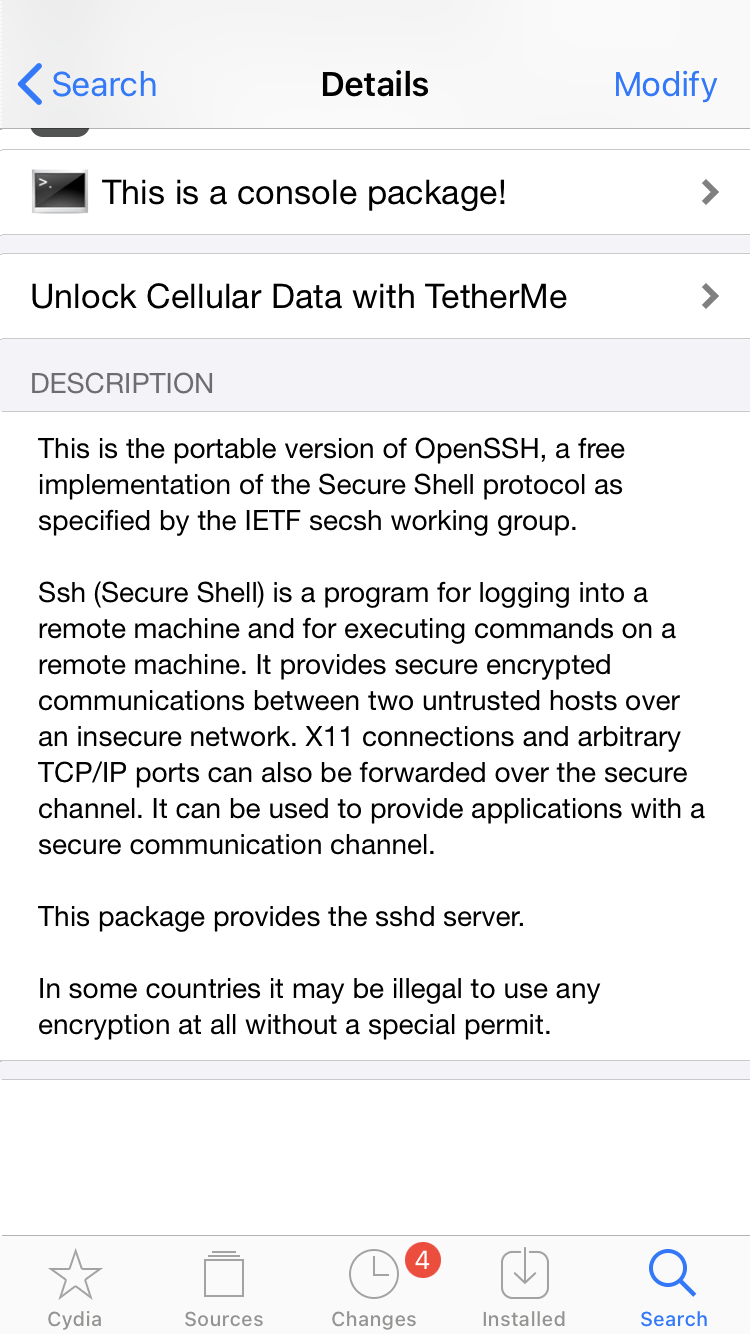 Search
Details
Modify
>.
This is a console package!
Unlock Cellular Data with TetherMe
DESCRIPTION
This is the portable version of OpenSSH, a free
implementation of the Secure Shell protocol as
specified by the IETF secsh working group.
Ssh (Secure Shell) is a program for logging into a
remote machine and for executing commands on a
remote machine. It provides secure encrypted
communications between two untrusted hosts over
an insecure network. X11 connections and arbitrary
TCP/IP ports can also be forwarded over the secure
channel. It can be used to provide applications with a
secure communication channel.
This package provides the sshd server.
In some countries it may be illegal to use any
encryption at all without a special permit.
4
Cydia
Sources
Changes
Installed
Search